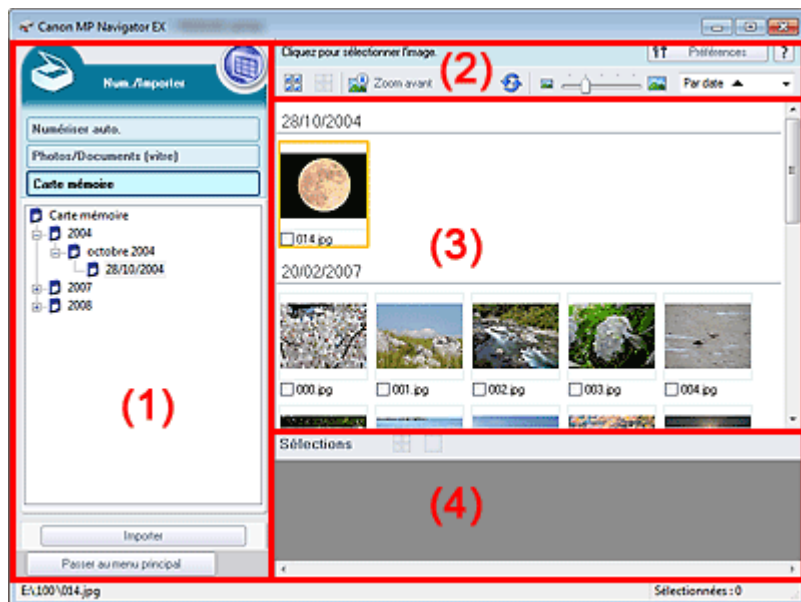 Canon MP Navigator EX
Num./Importer
Numériser auto.
Photos/Documents (vitre)
Carte mémoire
Carte mémoire
2004
octobre 2004
28/10/2004
2007
2008
(1)
Importer
Passer au menu principal
Cliquez pour sélectionner l'image.
Préférences
?
(2)
Zoom avant
Par date
28/10/2004
014.jpg
(3)
20/02/2007
000.jpg
001.jpg
002.jpg
003.jpg
004.jpg
Sélections
(4)
E:\100\014.jpg
Sélectionnées : 0